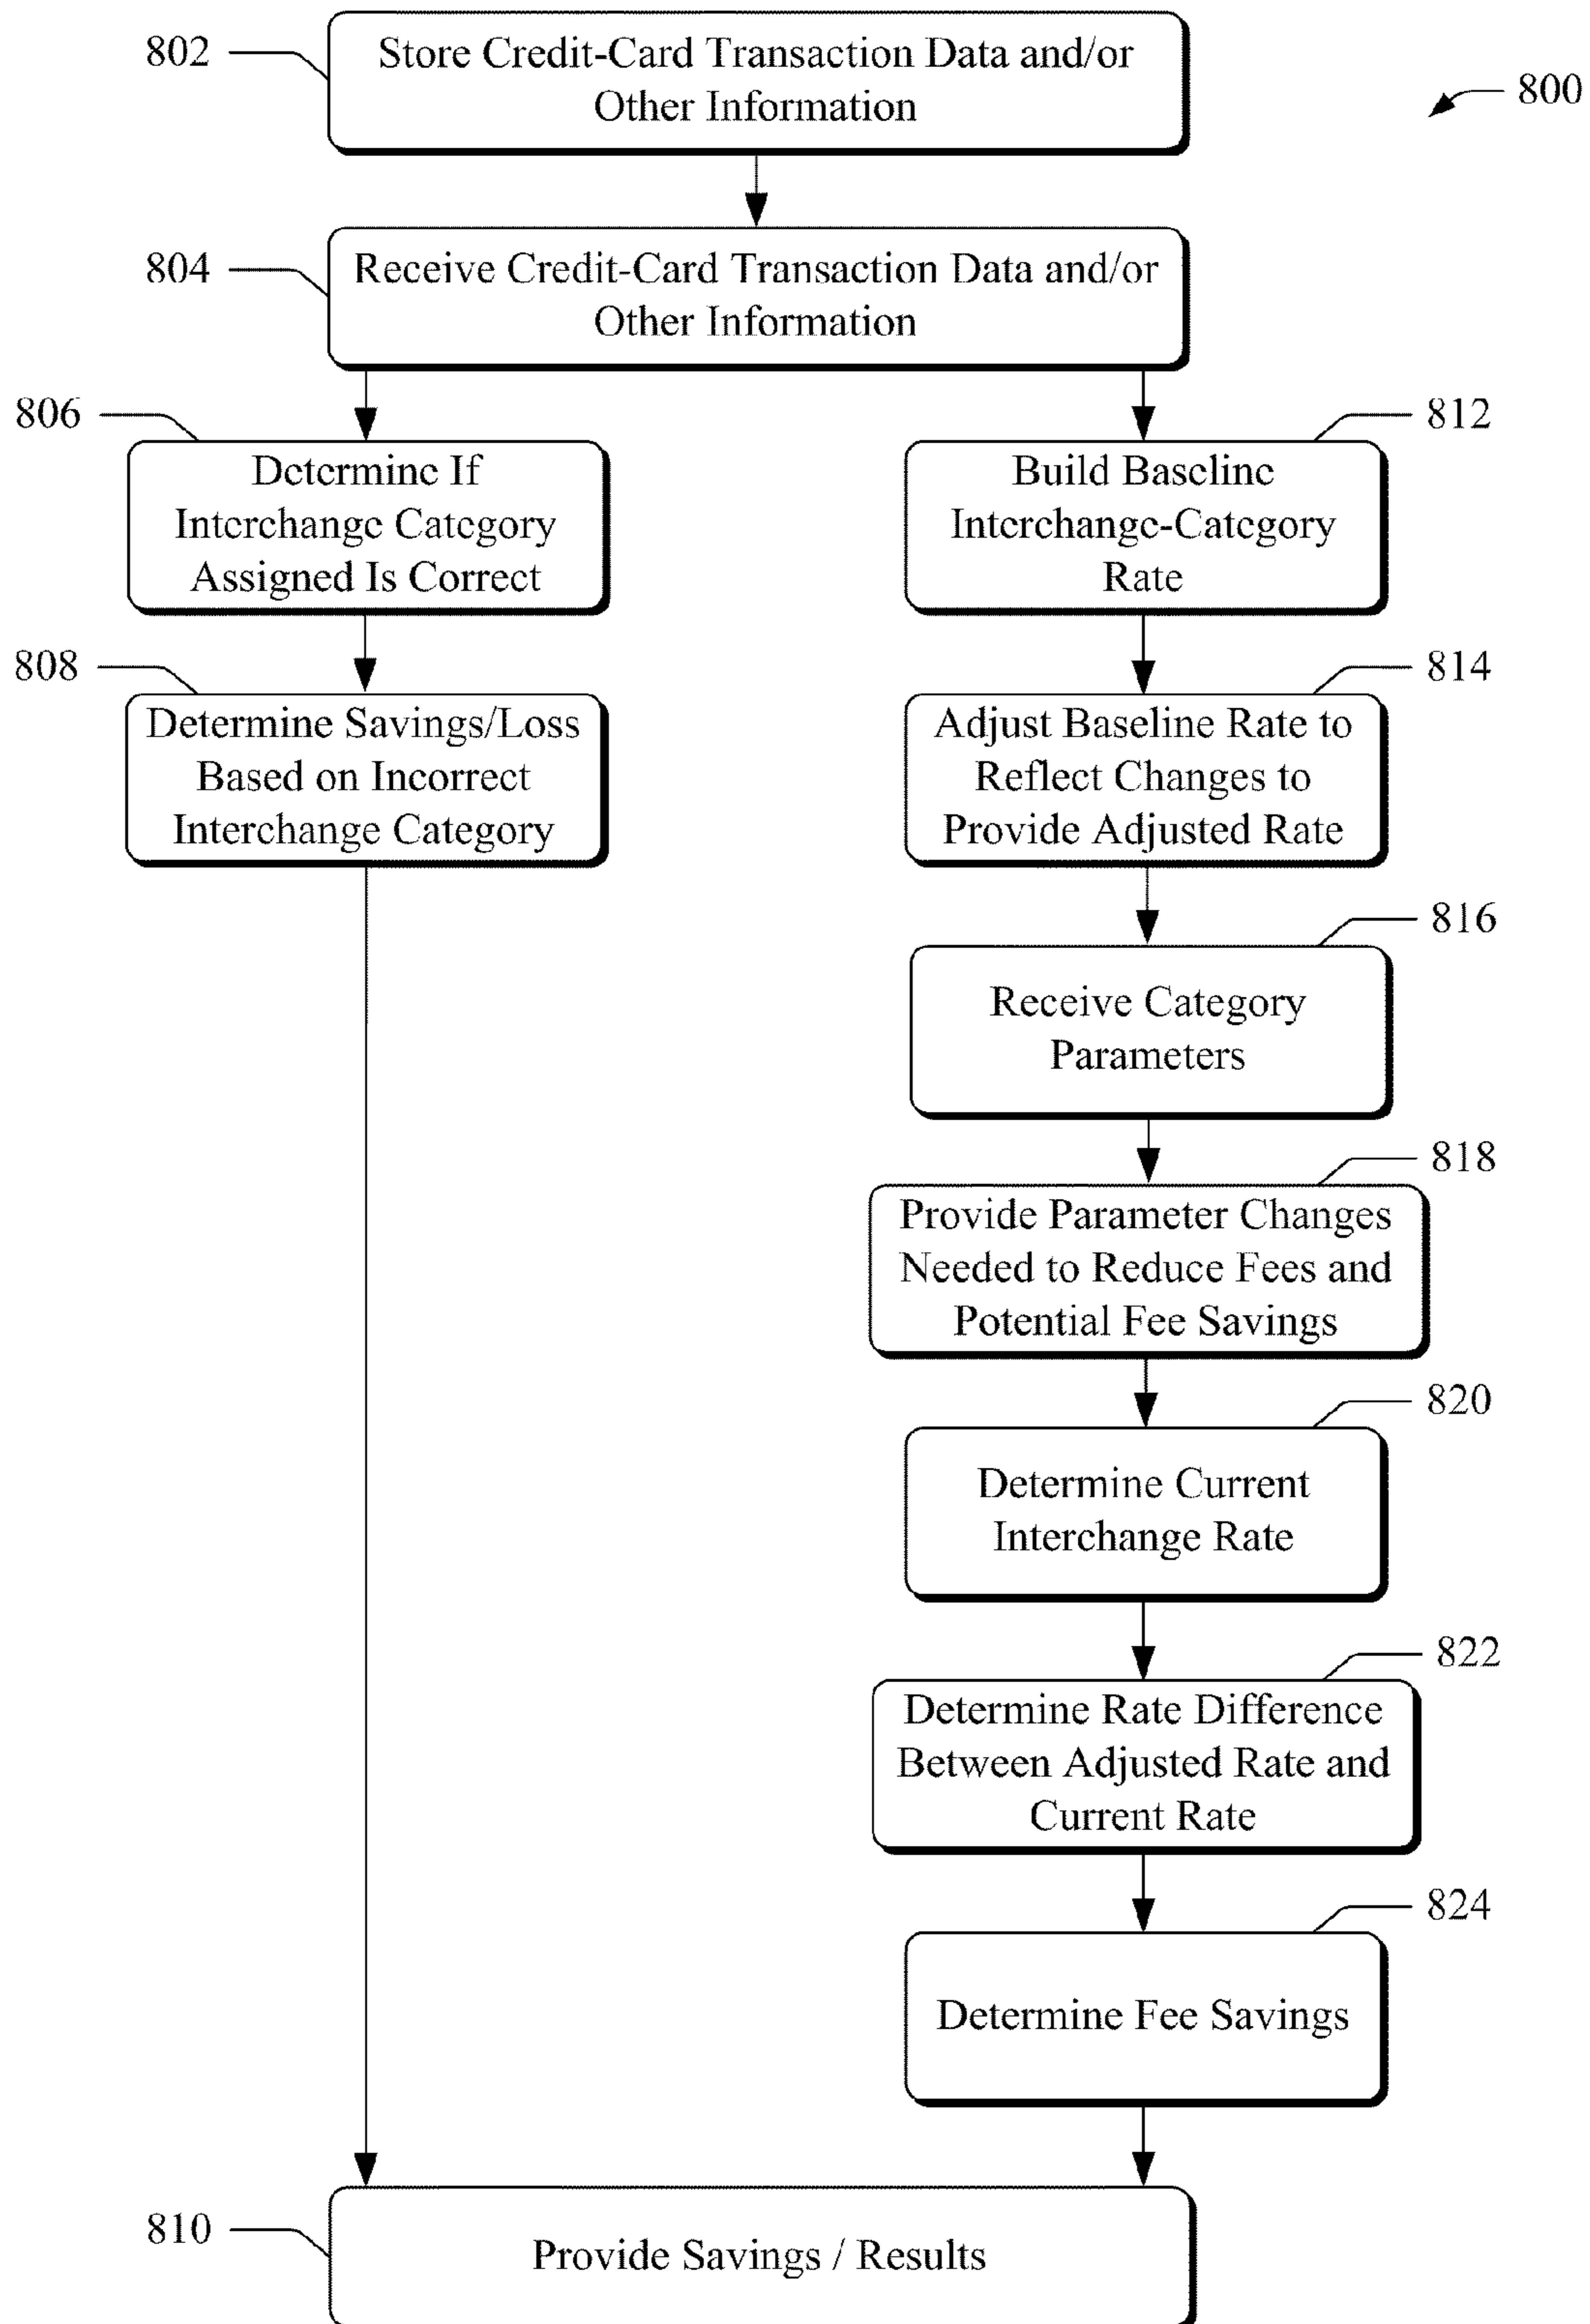 802
Store Credit-Card Transaction Data and/or
Other Information
800
804
Receive Credit-Card Transaction Data and/or
Other Information
806
Determine If
Interchange Category
Assigned Is Correct
812
Build Baseline
Interchange-Category
Rate
808
Determine Savings/Loss
Based on Incorrect
Interchange Category
814
Adjust Baseline Rate to
Reflect Changes to
Provide Adjusted Rate
816
Receive Category
Parameters
818
Provide Parameter Changes
Needed to Reduce Fees and
Potential Fee Savings
820
Determine Current
Interchange Rate
822
Determine Rate Difference
Between Adjusted Rate and
Current Rate
824
Determine Fee Savings
810
Provide Savings / Results